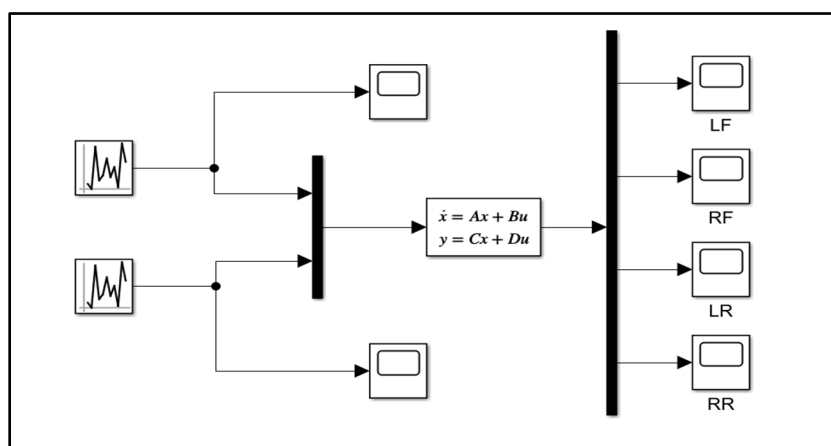 ẋ = Ax + Bu
y = Cx + Du
LF
RF
LR
RR